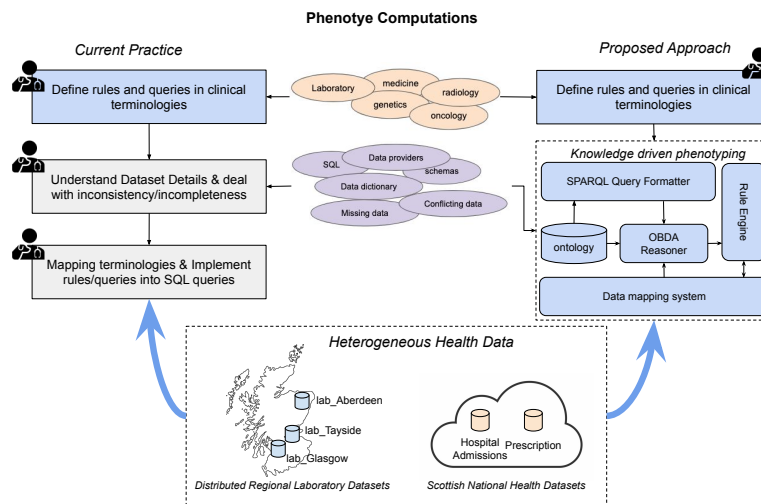 Phenotye Computations
Current Practice
Proposed Approach
Define rules and queries in clinical
terminologies
Laboratory
medicine
radiology
genetics
oncology
Define rules and queries in clinical
terminologies
Understand Dataset Details & deal
with inconsistency/incompleteness
SQL
Data providers
schemas
Data dictionary
Missing data
Conflicting data
Knowledge driven phenotyping
SPARQL Query Formatter
Rule Engine
ontology
OBDA
Reasoner
Data mapping system
Mapping terminologies & Implement
rules/queries into SQL queries
Heterogeneous Health Data
lab_Aberdeen
lab_Tayside
lab_Glasgow
Hospital
Admissions
Prescription
Distributed Regional Laboratory Datasets
Scottish National Health Datasets